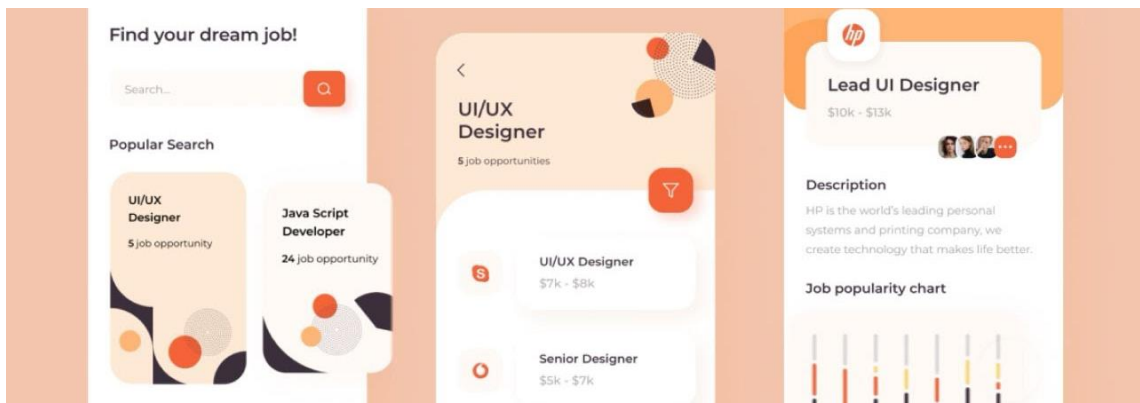 Find your dream job!
Search...
Popular Search
UI/UX
Designer
5 job opportunity
Java Script
Developer
24 job opportunity
UI/UX
Designer
5 job opportunities
UI/UX Designer
$7k - $8k
Senior Designer
$5k - $7k
hp
Lead UI Designer
$10k - $13k
Description
HP is the world's leading personal
systems and printing company, we
create technology that makes life better.
Job popularity chart